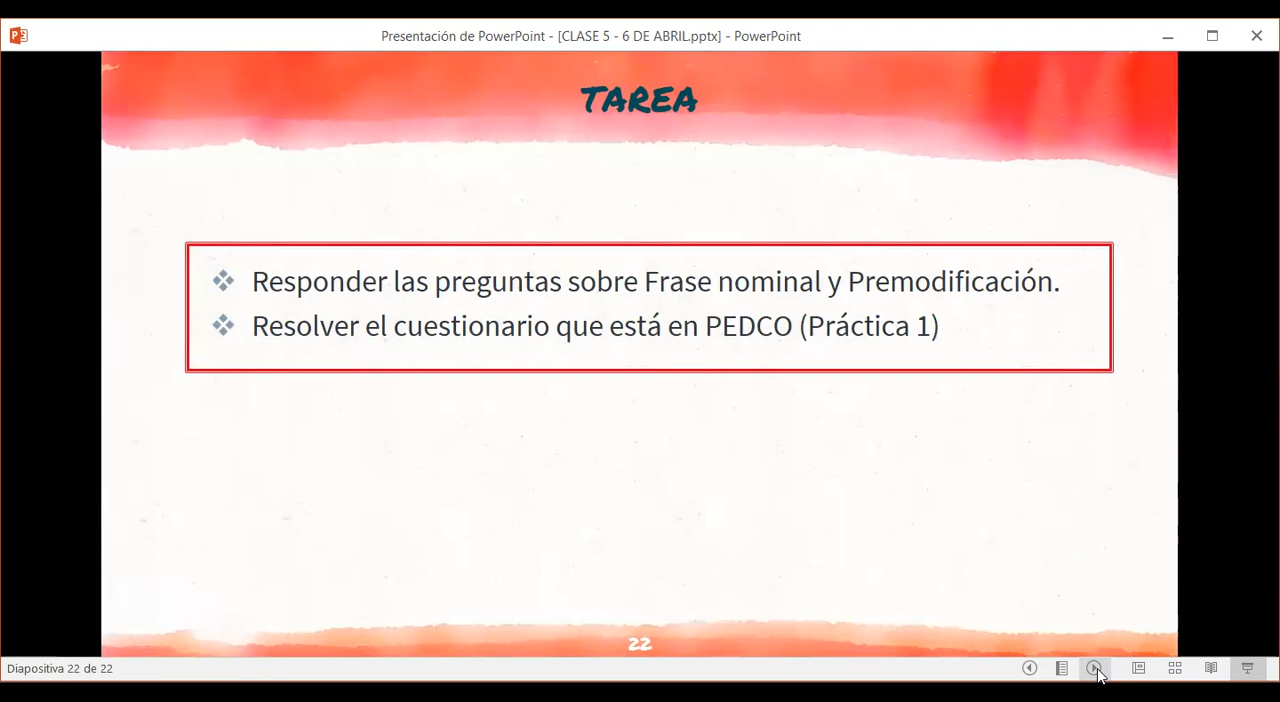 Presentación de PowerPoint - [CLASE 5 - 6 DE ABRIL.pptx] - PowerPoint
TAREA
Responder las preguntas sobre Frase nominal y Premodificación.
Resolver el cuestionario que está en PEDCO (Práctica 1)
22
Diapositiva 22 de 22